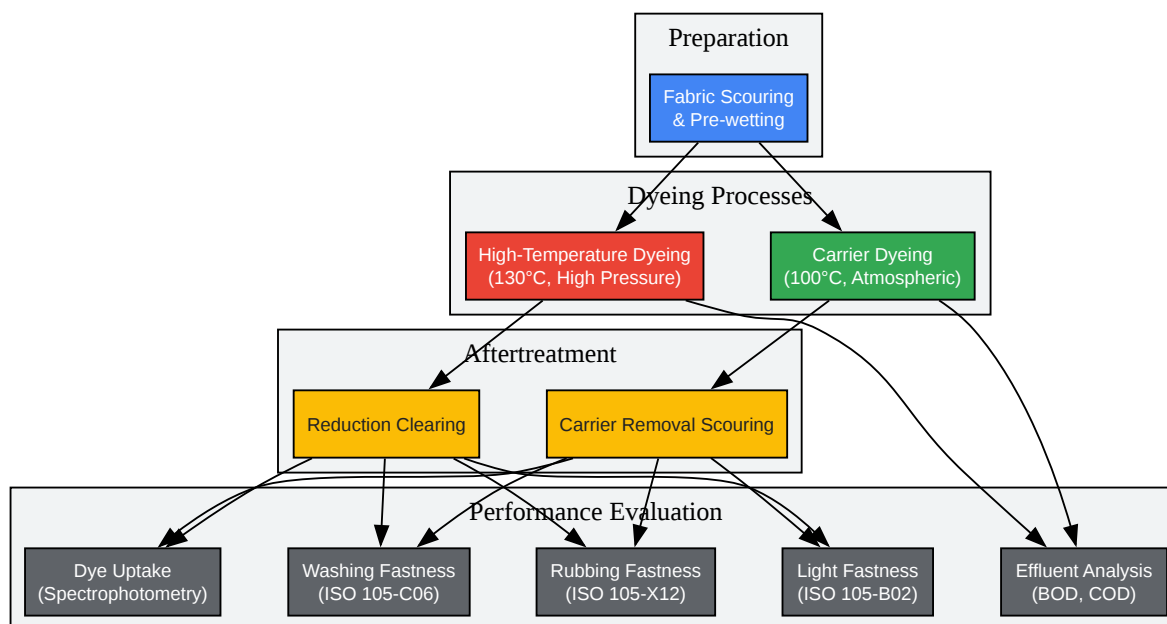 Preparation
Fabric Scouring
& Pre-wetting
Dyeing Processes
High-Temperature Dyeing
(130°C, High Pressure)
Carrier Dyeing
(100°C, Atmospheric)
Aftertreatment
Reduction Clearing
Carrier Removal Scouring
Performance Evaluation
Dye Uptake
(Spectrophotometry)
Washing Fastness
(ISO 105-C06)
Rubbing Fastness
(ISO 105-X12)
Light Fastness
(ISO 105-B02)
Effluent Analysis
(BOD, COD)